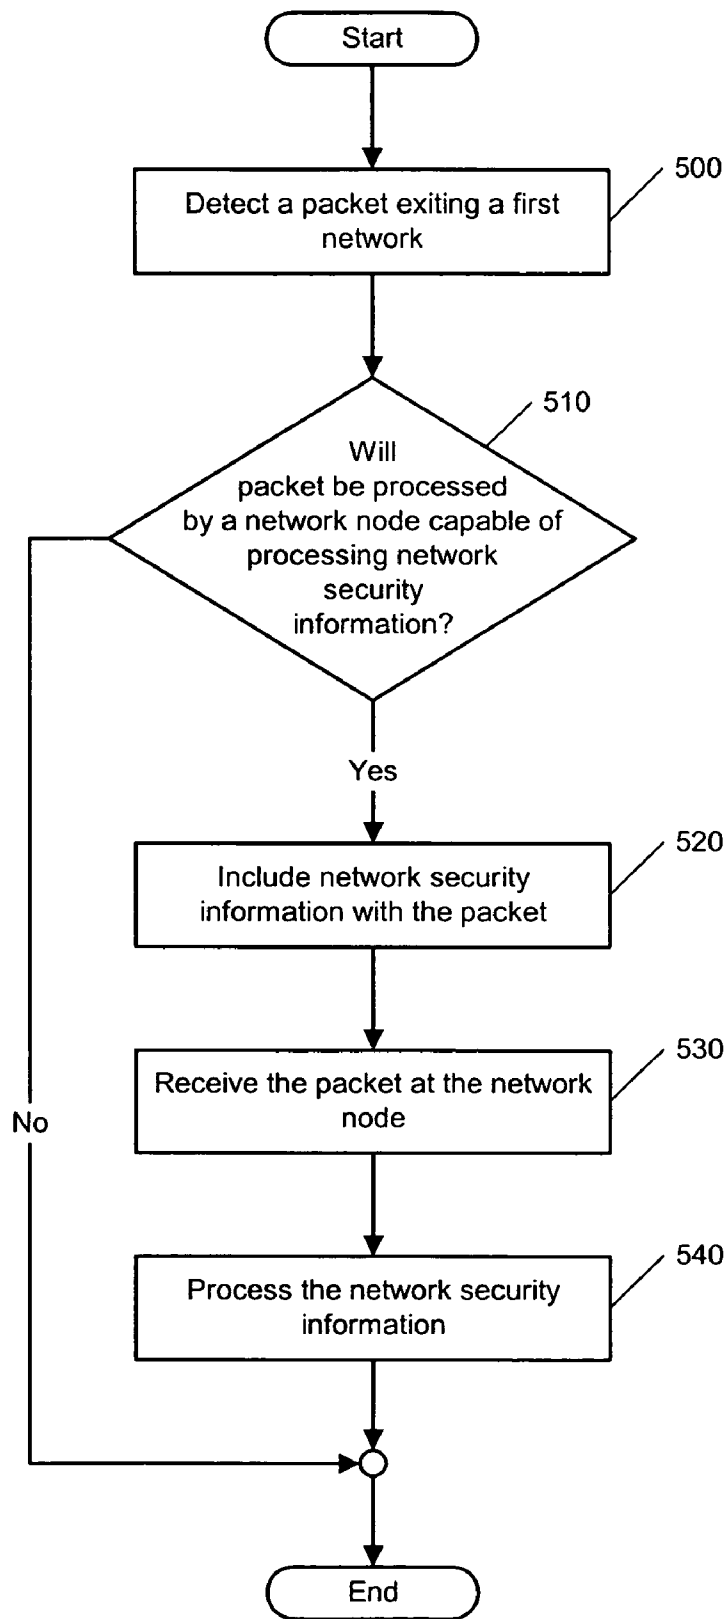 Start
500
Detect a packet exiting a first
network
510
Will
packet be processed
by a network node capable of
processing network
security
information?
Yes
520
Include network security
information with the packet
530
Receive the packet at the network
node
No
540
Process the network security
information
End